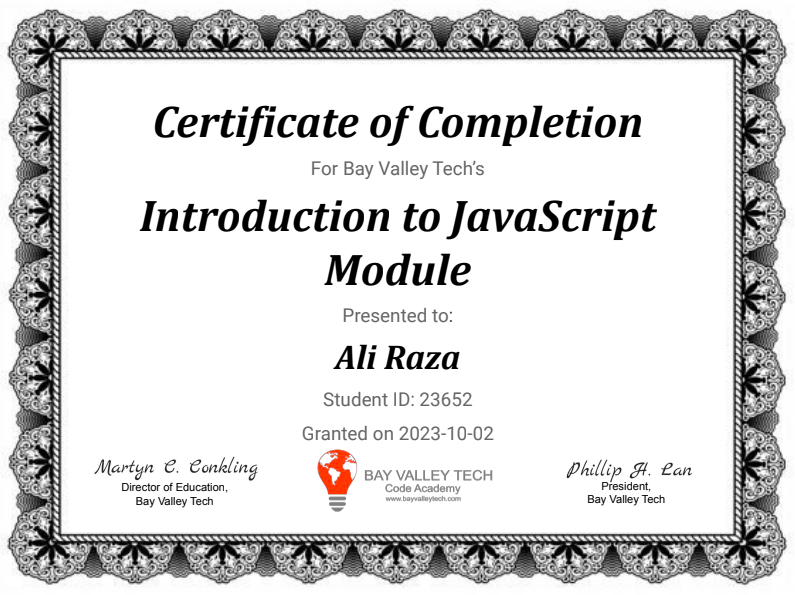 Certificate of Completion
For Bay Valley Tech’s
Introduction to JavaScript
Module
Presented to:
Ali Raza
Student ID: 23652
Granted on 2023-10-02
Martyn C. Conkling
Director of Education,
Bay Valley Tech
BAY VALLEY TECH
Code Academy
www.bayvalleytech.com
Phillip H. Lan
President,
Bay Valley Tech